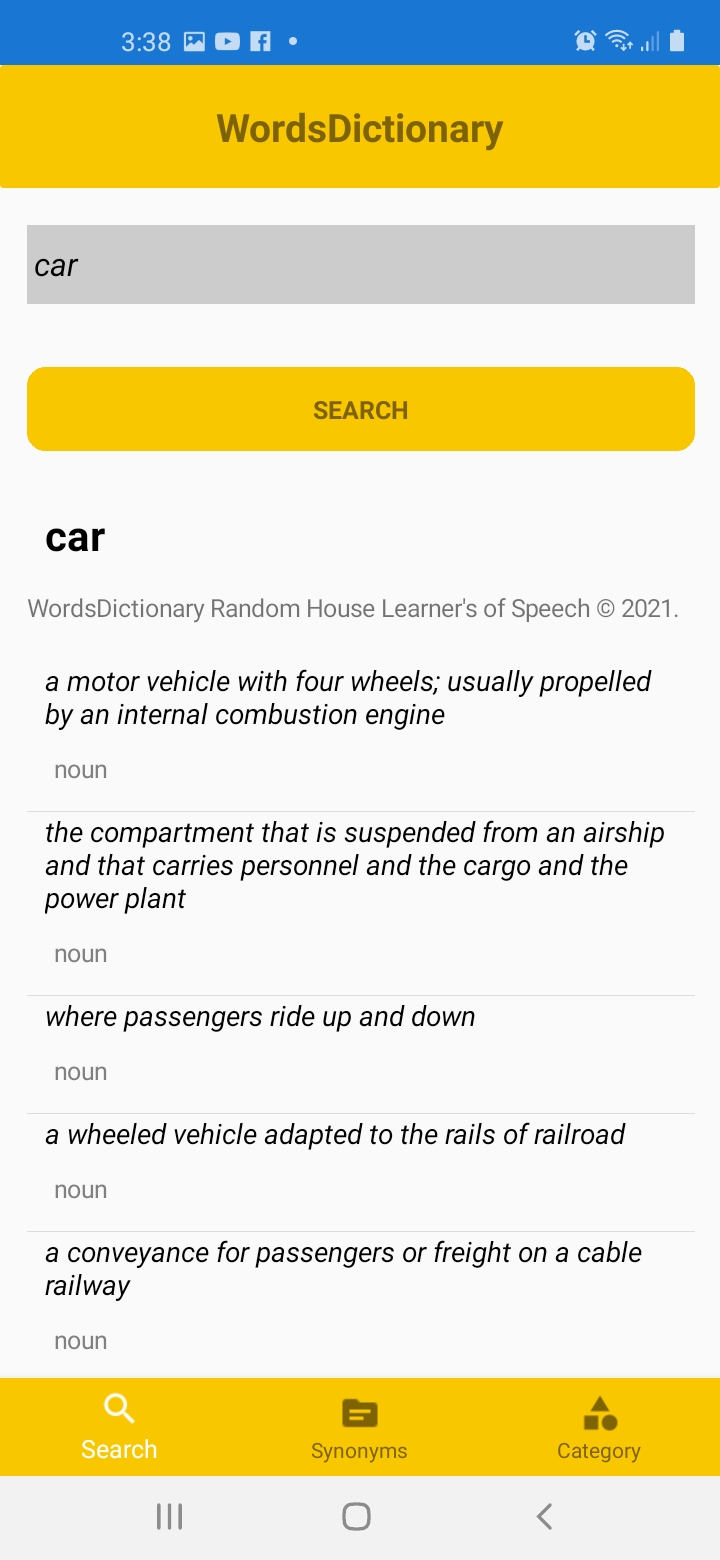 3:38
WordsDictionary
car
SEARCH
car
WordsDictionary Random House Learner's of Speech © 2021.
a motor vehicle with four wheels; usually propelled
by an internal combustion engine
noun
the compartment that is suspended from an airship
and that carries personnel and the cargo and the
power plant
noun
where passengers ride up and down
noun
a wheeled vehicle adapted to the rails of railroad
noun
a conveyance for passengers or freight on a cable
railway
noun
Search
Synonyms
Category